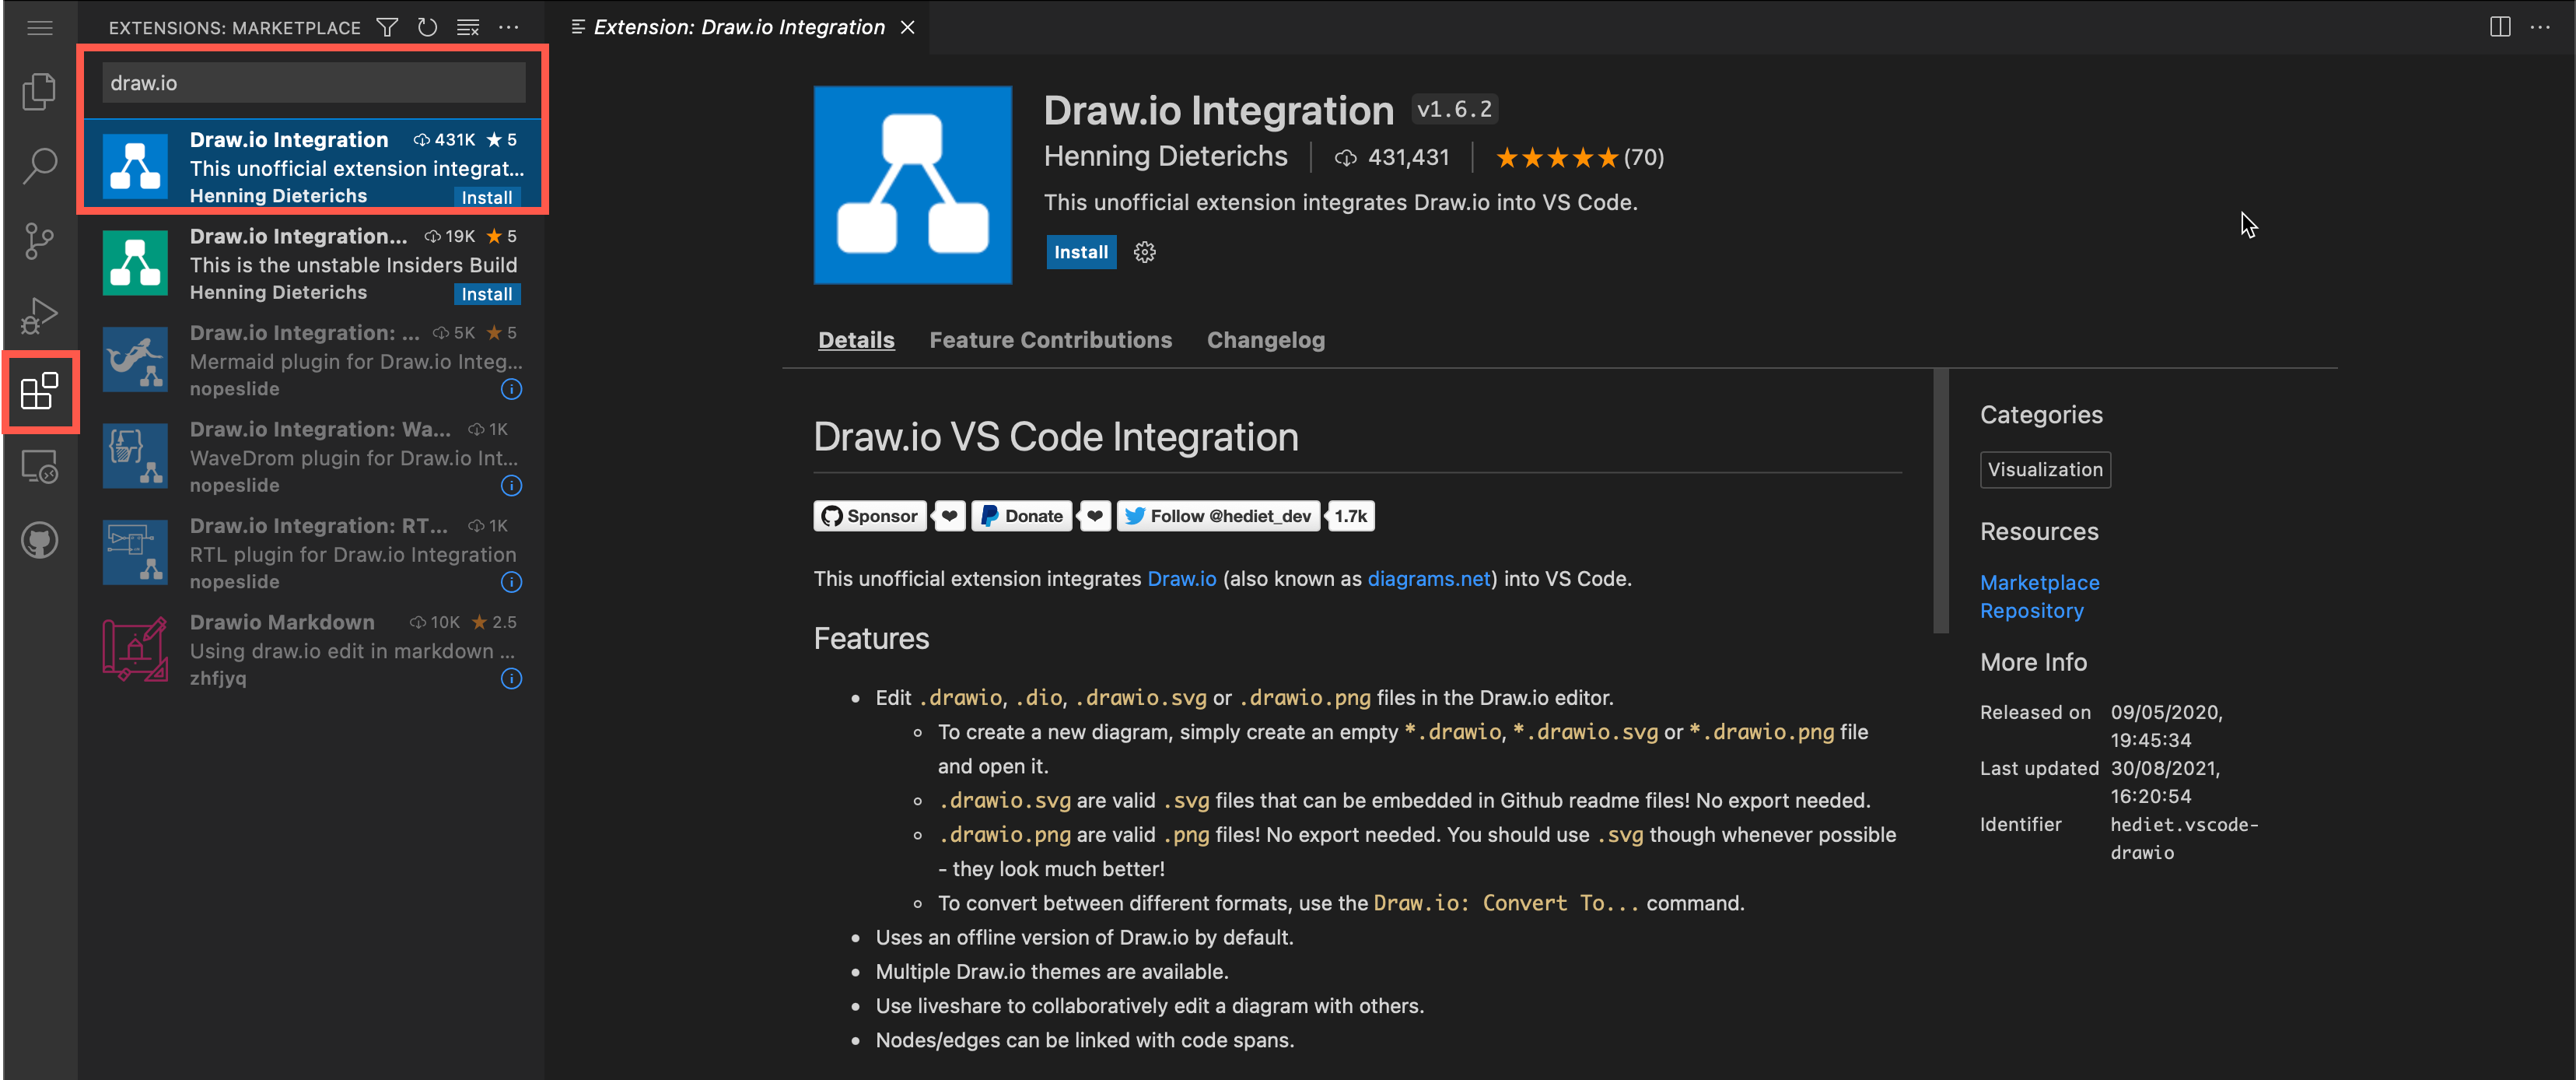 EXTENSIONS: MARKETPLACE
draw.io
Draw.io Integration 431K ★ 5
This unofficial extension integrat...
Henning Dieterichs Install
Draw.io Integration... 19K ★ 5
This is the unstable Insiders Build
Henning Dieterichs Install
Draw.io Integration: ... 5K ★ 5
Mermaid plugin for Draw.io Integ...
nopeslide
Draw.io Integration: Wa... 1K
WaveDrom plugin for Draw.io Int...
nopeslide
Draw.io Integration: RT... 1K
RTL plugin for Draw.io Integration
nopeslide
Drawio Markdown 10K ★ 2.5
Using draw.io edit in markdown ...
zhfjyq
Extension: Draw.io Integration
Draw.io Integration v1.6.2
Henning Dieterichs | 431,431 | ★★★★★(70)
This unofficial extension integrates Draw.io into VS Code.
Install
Details Feature Contributions Changelog
Draw.io VS Code Integration
Sponsor ❤ Donate ❤ Follow @hediet_dev 1.7k
This unofficial extension integrates Draw.io (also known as diagrams.net) into VS Code.
Features
• Edit .drawio, .dio, .drawio.svg or .drawio.png files in the Draw.io editor.
◦ To create a new diagram, simply create an empty *.drawio, *.drawio.svg or *.drawio.png file
and open it.
◦ .drawio.svg are valid .svg files that can be embedded in Github readme files! No export needed.
◦ .drawio.png are valid .png files! No export needed. You should use .svg though whenever possible
- they look much better!
◦ To convert between different formats, use the Draw.io: Convert To... command.
• Uses an offline version of Draw.io by default.
• Multiple Draw.io themes are available.
• Use liveshare to collaboratively edit a diagram with others.
• Nodes/edges can be linked with code spans.
Categories
Visualization
Resources
Marketplace
Repository
More Info
Released on 09/05/2020,
19:45:34
Last updated 30/08/2021,
16:20:54
Identifier hediet.vscode-
drawio